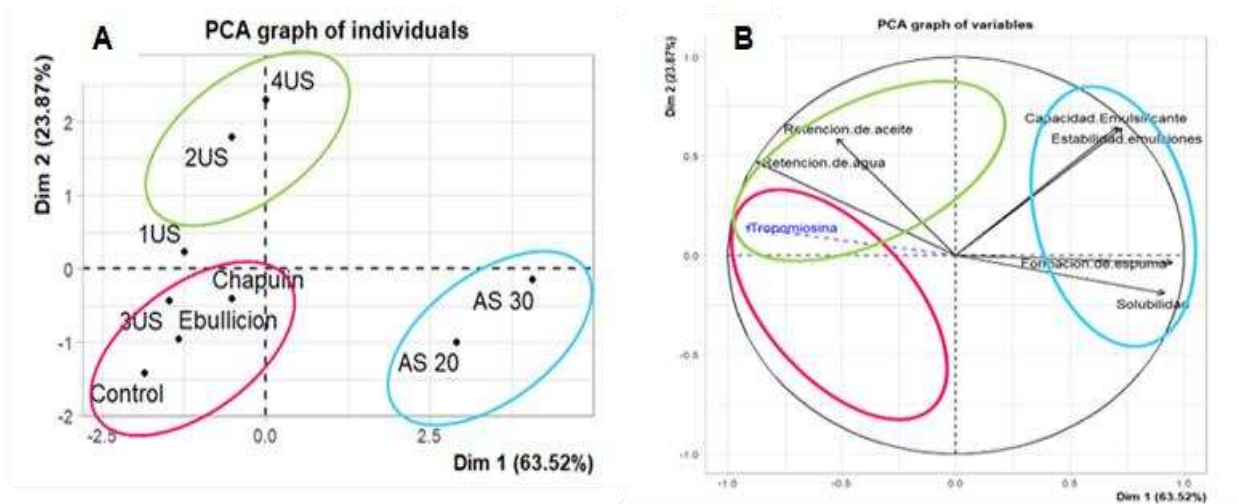 A
PCA graph of individuals
Dim 2 (23.87%)
2
1
0
-1
-2
4US
2US
1US
Chapulín
3US
Ebullicion
Control
AS 30
AS 20
-2.5
0.0
2.5
Dim 1 (63.52%)
B
PCA graph of variables
Dim 2 (23.87%)
1.0
0.5
0.0
-0.5
-1.0
Retencion.de.aceite
Retencion.de.agua
Tropomiosina
Capacidad.Emulsificante
Estabilidad.emulsiones
Formacion.de.espuma
Solubilidad
-1.0
-0.5
0.0
0.5
1.0
Dim 1 (63.52%)